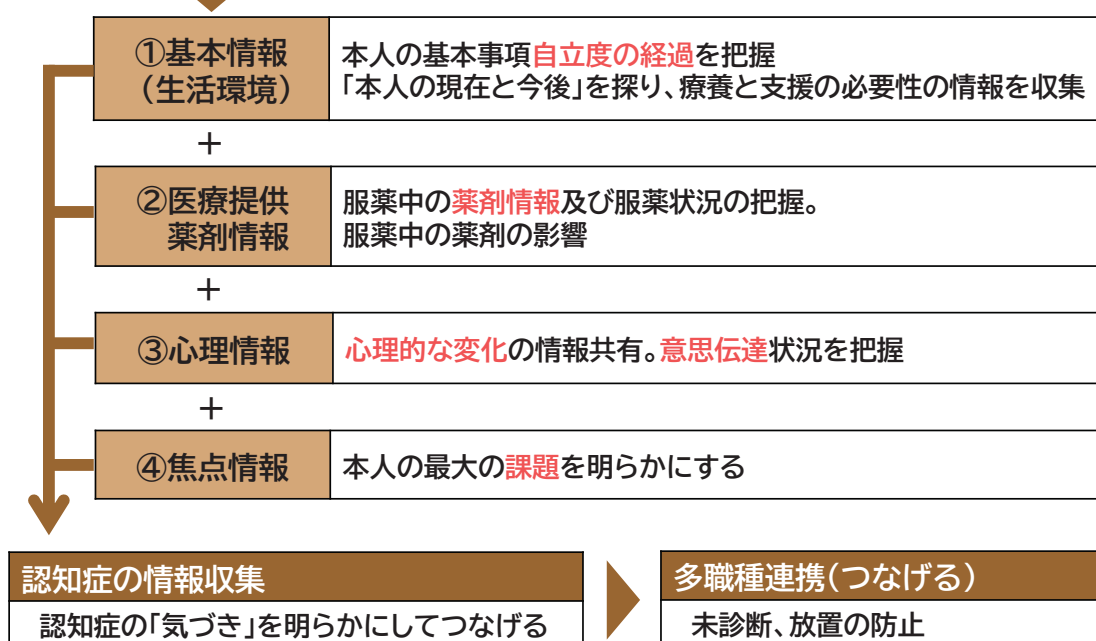 ①基本情報
（生活環境）
本人の基本事項自立度の経過を把握
「本人の現在と今後」を探り、療養と支援の必要性の情報を収集
＋
②医療提供
薬剤情報
服薬中の薬剤情報及び服薬状況の把握。
服薬中の薬剤の影響
＋
③心理情報
心理的な変化の情報共有。意思伝達状況を把握
＋
④焦点情報
本人の最大の課題を明らかにする
認知症の情報収集
認知症の「気づき」を明らかにしてつなげる
多職種連携（つなげる）
未診断、放置の防止